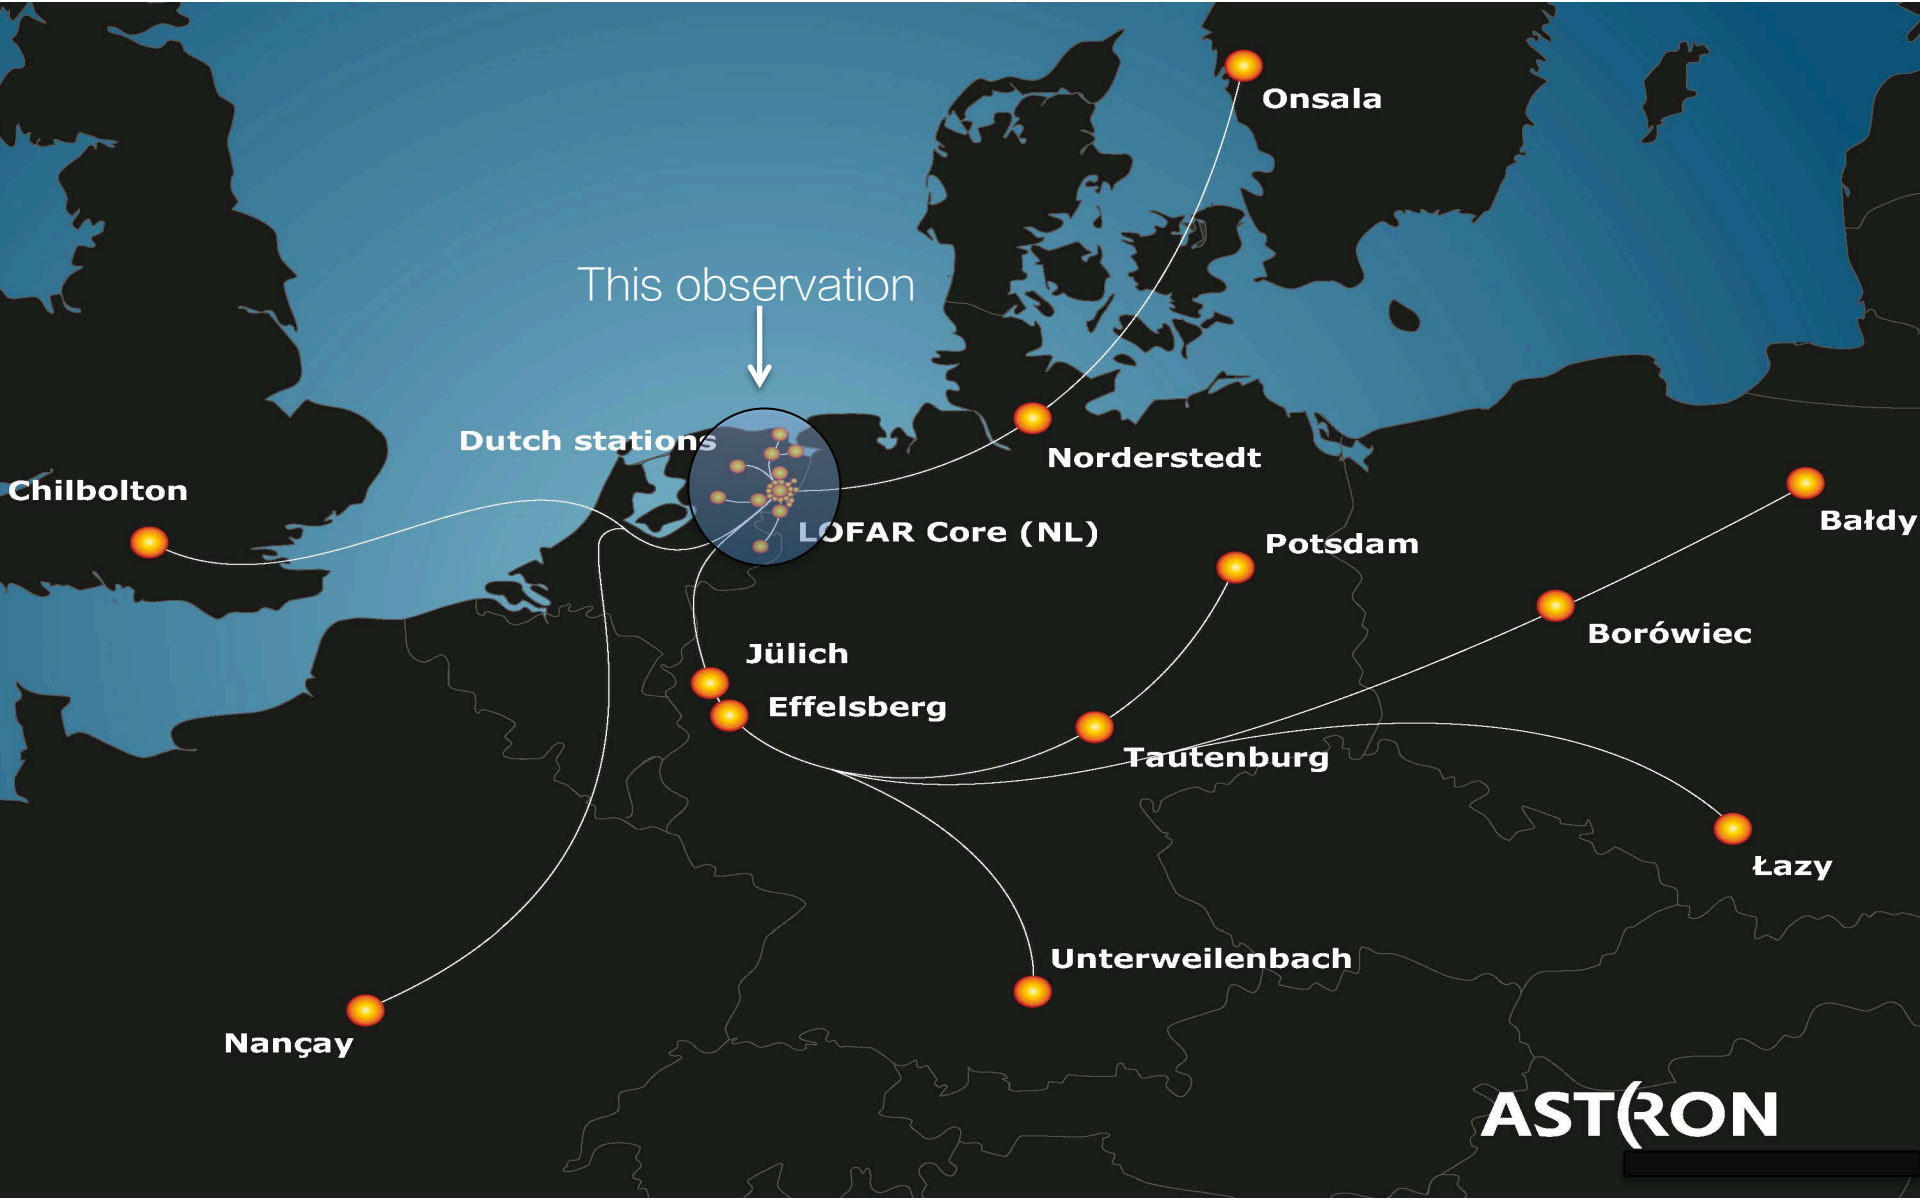 Onsala
This observation
Dutch stations
Norderstedt
Chilbolton
Bałdy
LOFAR Core (NL)
Potsdam
Borówiec
Jülich
Effelsberg
Tautenburg
Łazy
Unterweilenbach
Nançay
ASTRON